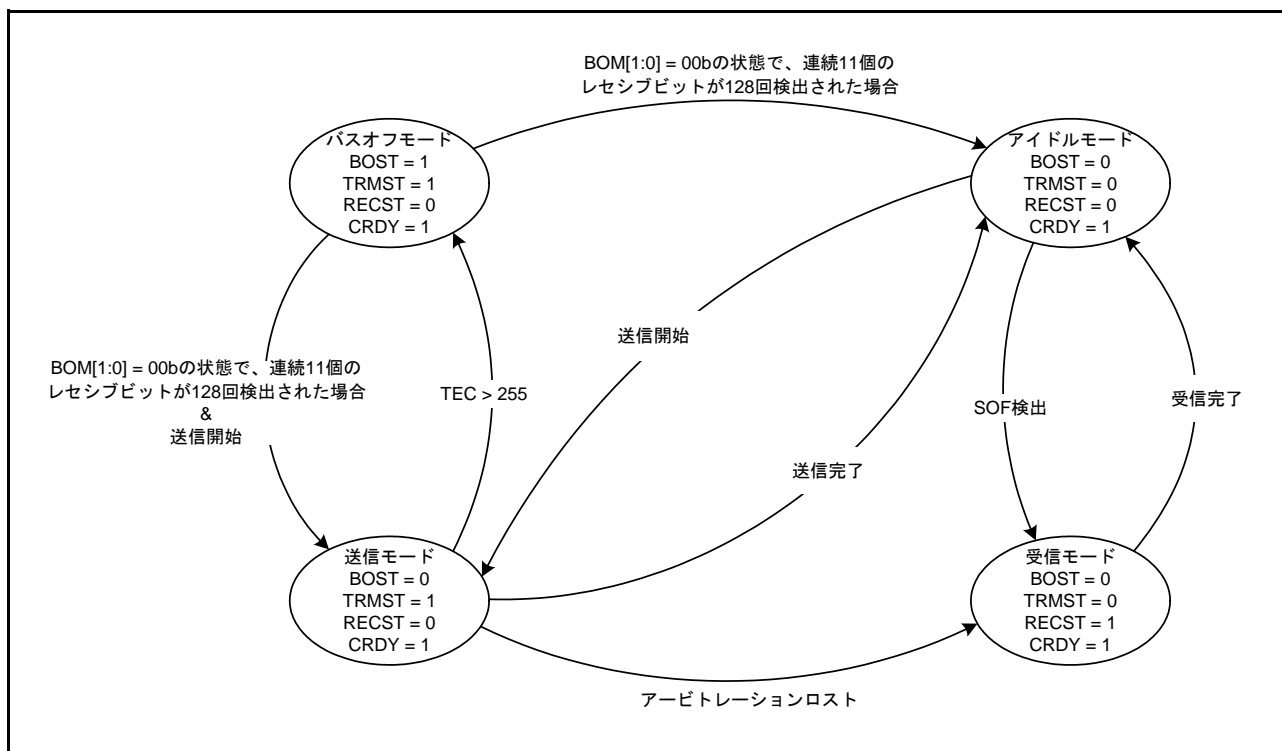 BOM[1:0] = 00bの状態で、連続11個の
レセシブビットが128回検出された場合
バスオフモード
BOST = 1
TRMST = 1
RECST = 0
CRDY = 1
アイドルモード
BOST = 0
TRMST = 0
RECST = 0
CRDY = 1
BOM[1:0] = 00bの状態で、連続11個の
レセシブビットが128回検出された場合
&
送信開始
TEC > 255
送信開始
送信完了
SOF検出
受信完了
送信モード
BOST = 0
TRMST = 1
RECST = 0
CRDY = 1
受信モード
BOST = 0
TRMST = 0
RECST = 1
CRDY = 1
アービトレーションロスト